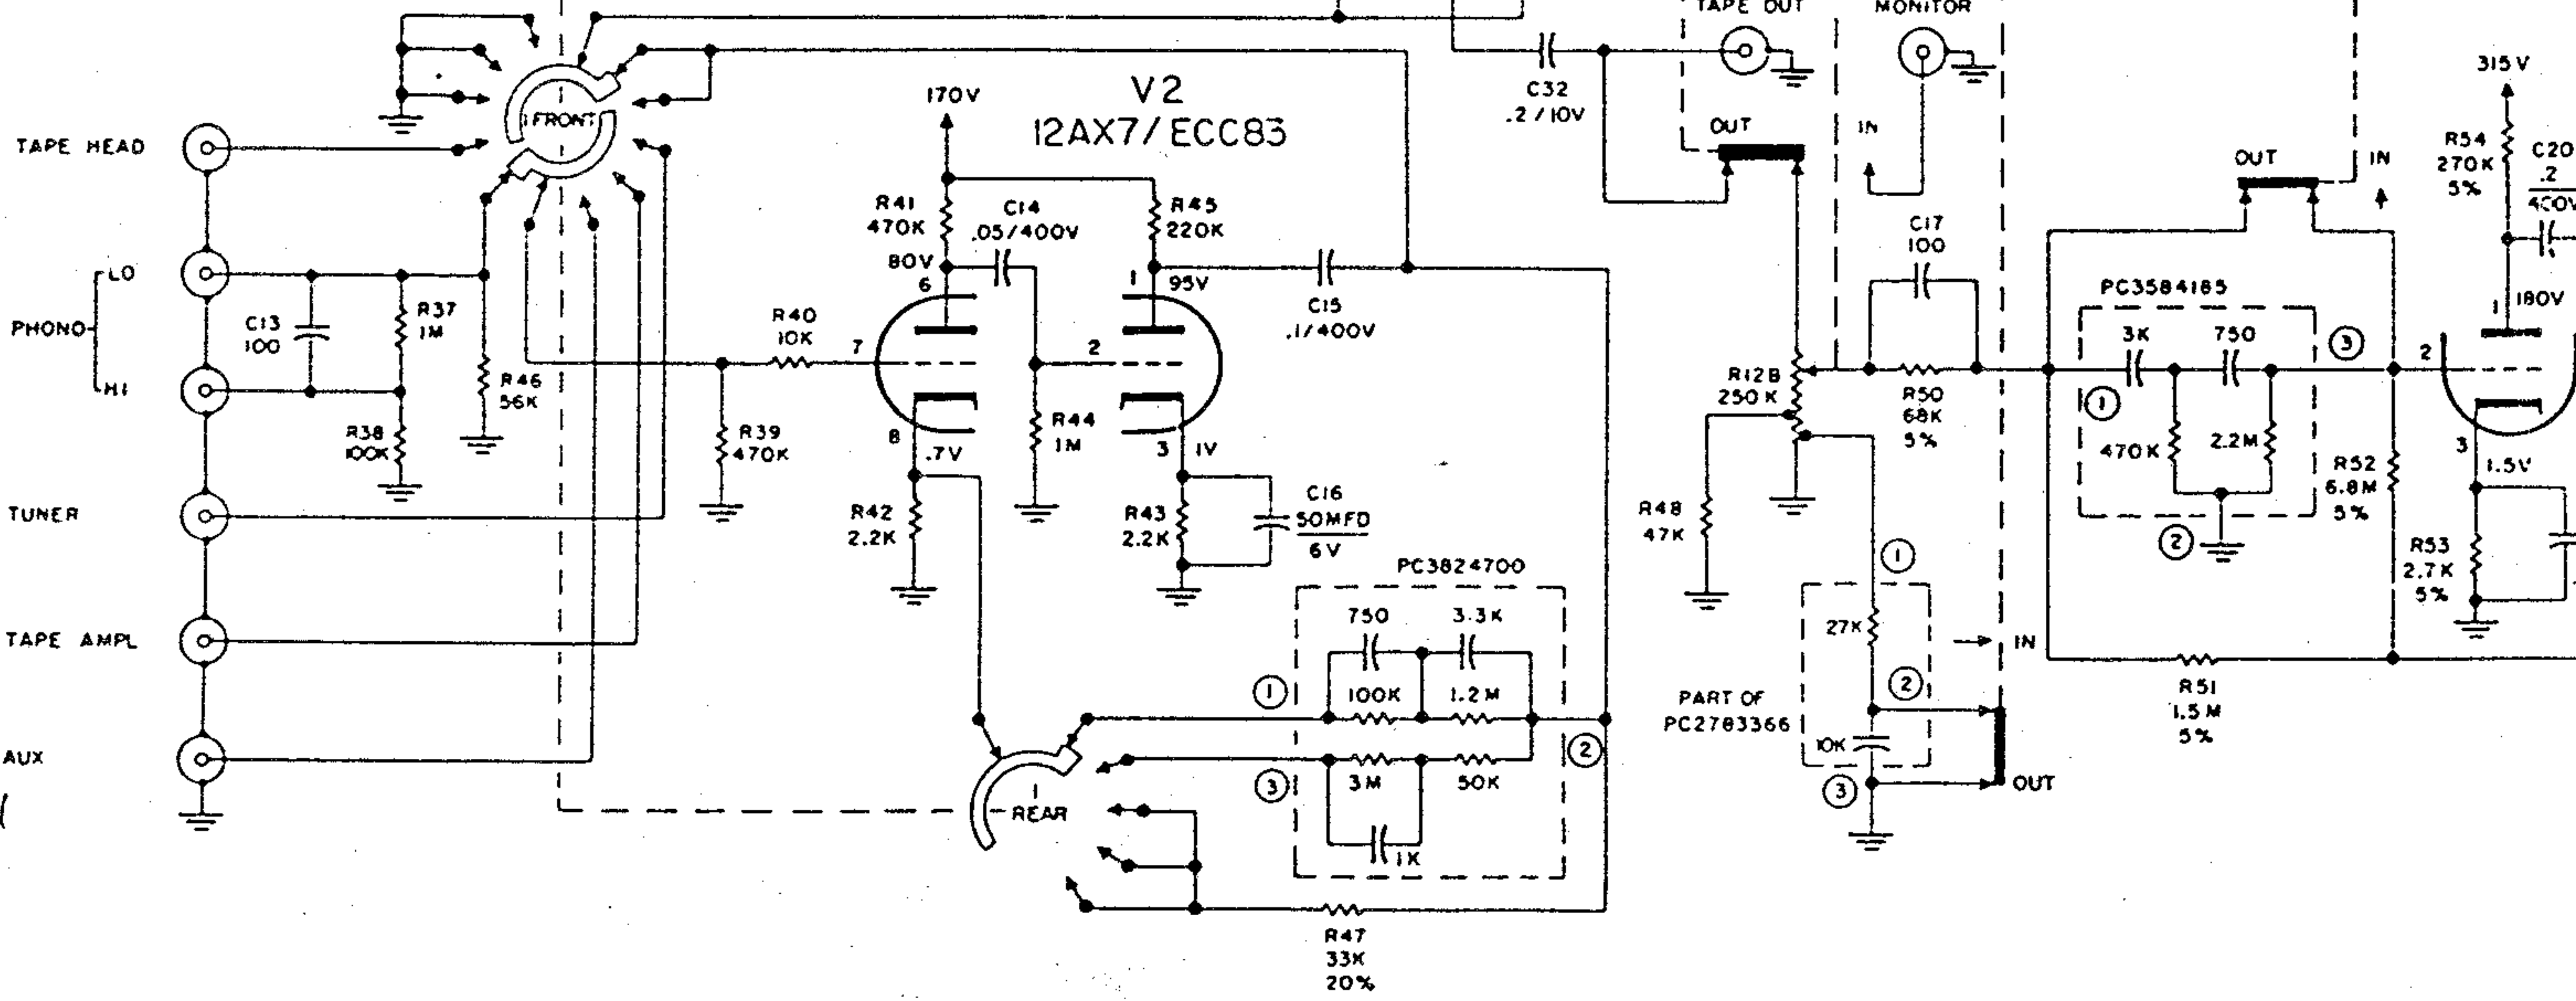 TAPE OUT
MONITOR
315V
C32
.2/10V
170V
V2
12AX7/ECC83
FRONT
OUT
IN
TAPE HEAD
R54
270K
5%
C20
.2
400V
OUT
IN
R41
470K
C14
.05/400V
R45
220K
C17
100
80V
6
1
95V
LO
PHONO
HI
C13
100
R37
1M
C15
.1/400V
PC3584185
3K
750
3
1
180V
R40
10K
7
2
2
R46
56K
R12B
250K
R50
68K
5%
1
R38
100K
R39
470K
8
.7V
R44
1M
3
1V
470K
2.2M
R52
6.8M
5%
3
1.5V
TUNER
R42
2.2K
R43
2.2K
C16
50MFD
6V
R48
47K
2
R53
2.7K
5%
PC3824700
1
TAPE AMPL
750
3.3K
27K
IN
1
100K
1.2M
PART OF
PC2783366
2
R51
1.5M
5%
AUX
3
3M
50K
2
10K
3
OUT
REAR
1K
R47
33K
20%